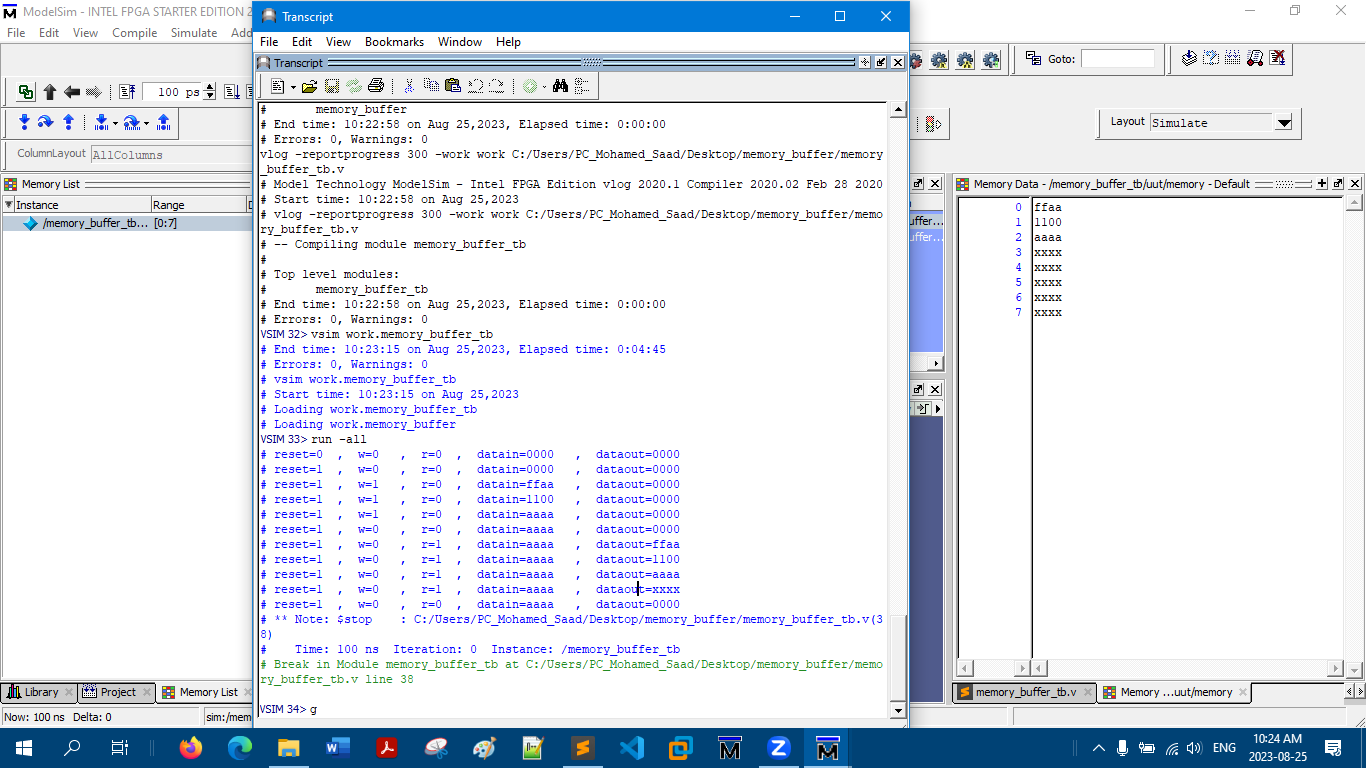 ModelSim - INTEL FPGA STARTER EDITION 2
File Edit View Compile Simulate Add
Transcript
File Edit View Bookmarks Window Help
Transcript
Goto:
100 ps
Layout Simulate
ColumnLayout AllColumns
Memory List
Instance Range
/memory_buffer_tb... [0:7]
# memory_buffer
# End time: 10:22:58 on Aug 25,2023, Elapsed time: 0:00:00
# Errors: 0, Warnings: 0
vlog -reportprogress 300 -work work C:/Users/PC_Mohamed_Saad/Desktop/memory_buffer/memory
_buffer_tb.v
# Model Technology ModelSim - Intel FPGA Edition vlog 2020.1 Compiler 2020.02 Feb 28 2020
# Start time: 10:22:58 on Aug 25,2023
# vlog -reportprogress 300 -work work C:/Users/PC_Mohamed_Saad/Desktop/memory_buffer/memo
ry_buffer_tb.v
# -- Compiling module memory_buffer_tb
#
# Top level modules:
# memory_buffer_tb
# End time: 10:22:58 on Aug 25,2023, Elapsed time: 0:00:00
# Errors: 0, Warnings: 0
VSIM 32> vsim work.memory_buffer_tb
# End time: 10:23:15 on Aug 25,2023, Elapsed time: 0:04:45
# Errors: 0, Warnings: 0
# vsim work.memory_buffer_tb
# Start time: 10:23:15 on Aug 25,2023
# Loading work.memory_buffer_tb
# Loading work.memory_buffer
VSIM 33> run -all
# reset=0 , w=0 , r=0 , datain=0000 , dataout=0000
# reset=1 , w=0 , r=0 , datain=0000 , dataout=0000
# reset=1 , w=1 , r=0 , datain=ffaa , dataout=0000
# reset=1 , w=1 , r=0 , datain=1100 , dataout=0000
# reset=1 , w=1 , r=0 , datain=aaaa , dataout=0000
# reset=1 , w=0 , r=0 , datain=aaaa , dataout=0000
# reset=1 , w=0 , r=1 , datain=aaaa , dataout=ffaa
# reset=1 , w=0 , r=1 , datain=aaaa , dataout=1100
# reset=1 , w=0 , r=1 , datain=aaaa , dataout=aaaa
# reset=1 , w=0 , r=1 , datain=aaaa , dataout=xxxx
# reset=1 , w=0 , r=0 , datain=aaaa , dataout=0000
# ** Note: $stop : C:/Users/PC_Mohamed_Saad/Desktop/memory_buffer/memory_buffer_tb.v(3
8)
# Time: 100 ns Iteration: 0 Instance: /memory_buffer_tb
# Break in Module memory_buffer_tb at C:/Users/PC_Mohamed_Saad/Desktop/memory_buffer/memo
ry_buffer_tb.v line 38
VSIM 34> g
uffer...
uffer...
Memory Data - /memory_buffer_tb/uut/memory - Default
0 ffaa
1 1100
2 aaaa
3 xxxx
4 xxxx
5 xxxx
6 xxxx
7 xxxx
Library Project Memory List
memory_buffer_tb.v Memory ...uut/memory
Now: 100 ns Delta: 0 sim:/mem
ENG 10:24 AM
2023-08-25